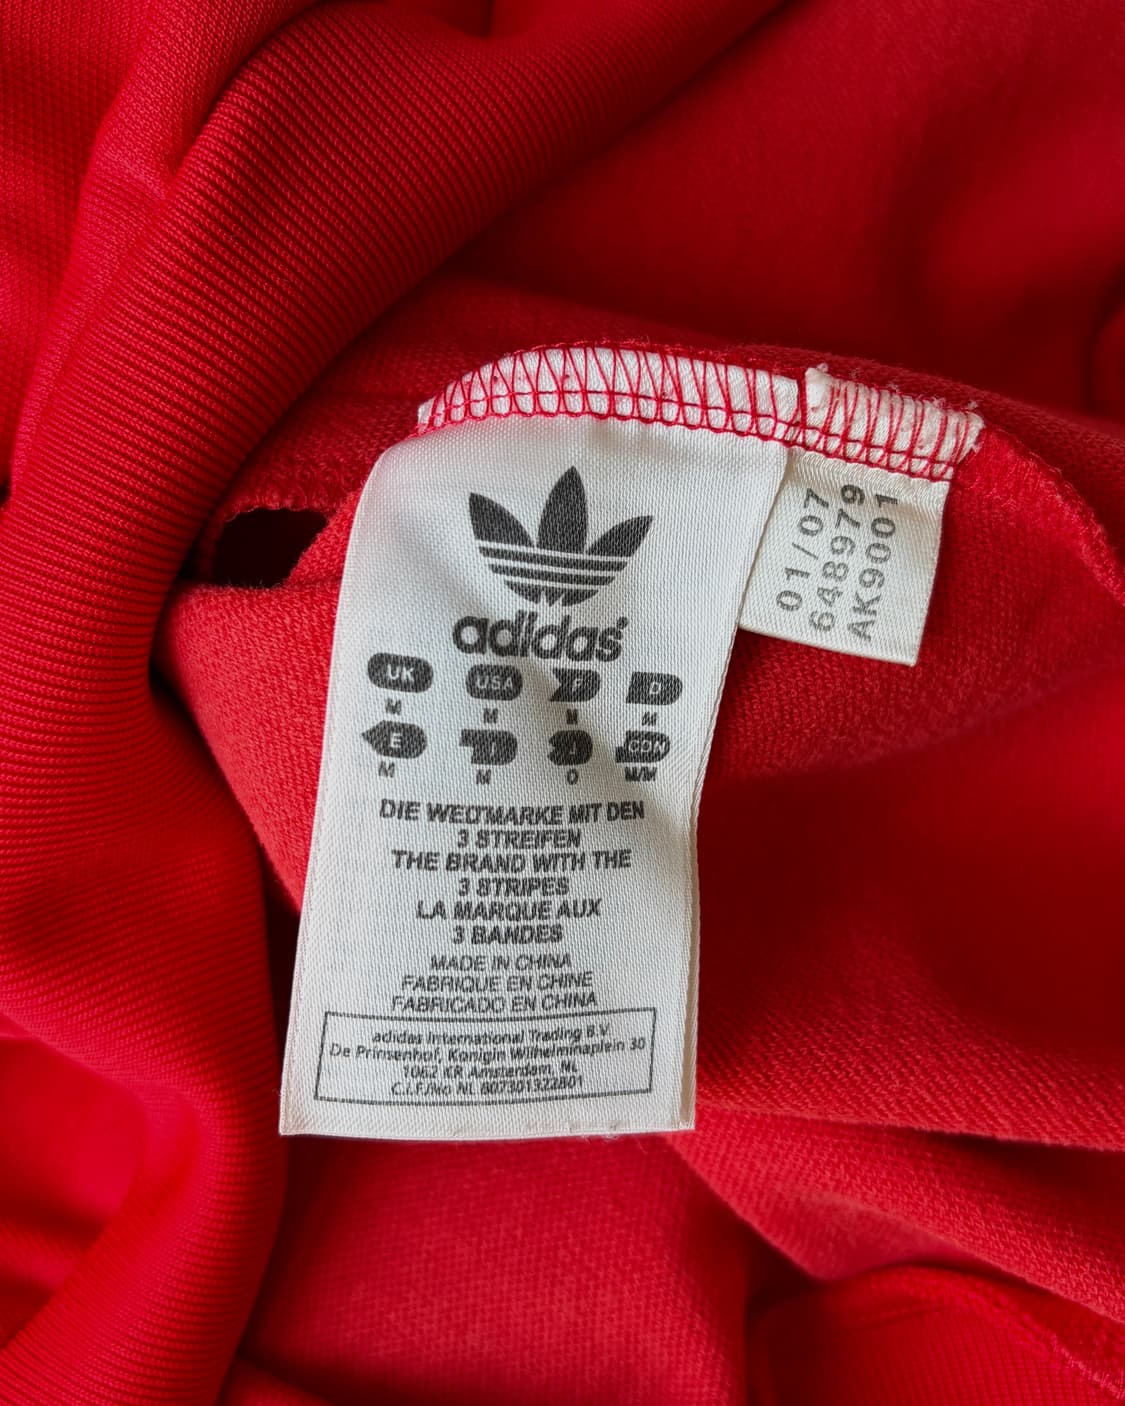 adidas
UK USA F D
M M M M
E I J CDN
M M O M/M
DIE WELTMARKE MIT DEN
3 STREIFEN
THE BRAND WITH THE
3 STRIPES
LA MARQUE AUX
3 BANDES
MADE IN CHINA
FABRIQUE EN CHINE
FABRICADO EN CHINA
adidas International Trading B.V.
De Prinsenhof, Konigin Wilhelminaplein 30
1062 KR Amsterdam, NL
C.I.F./No NL 807301322B01
01/07
648979
AK9001